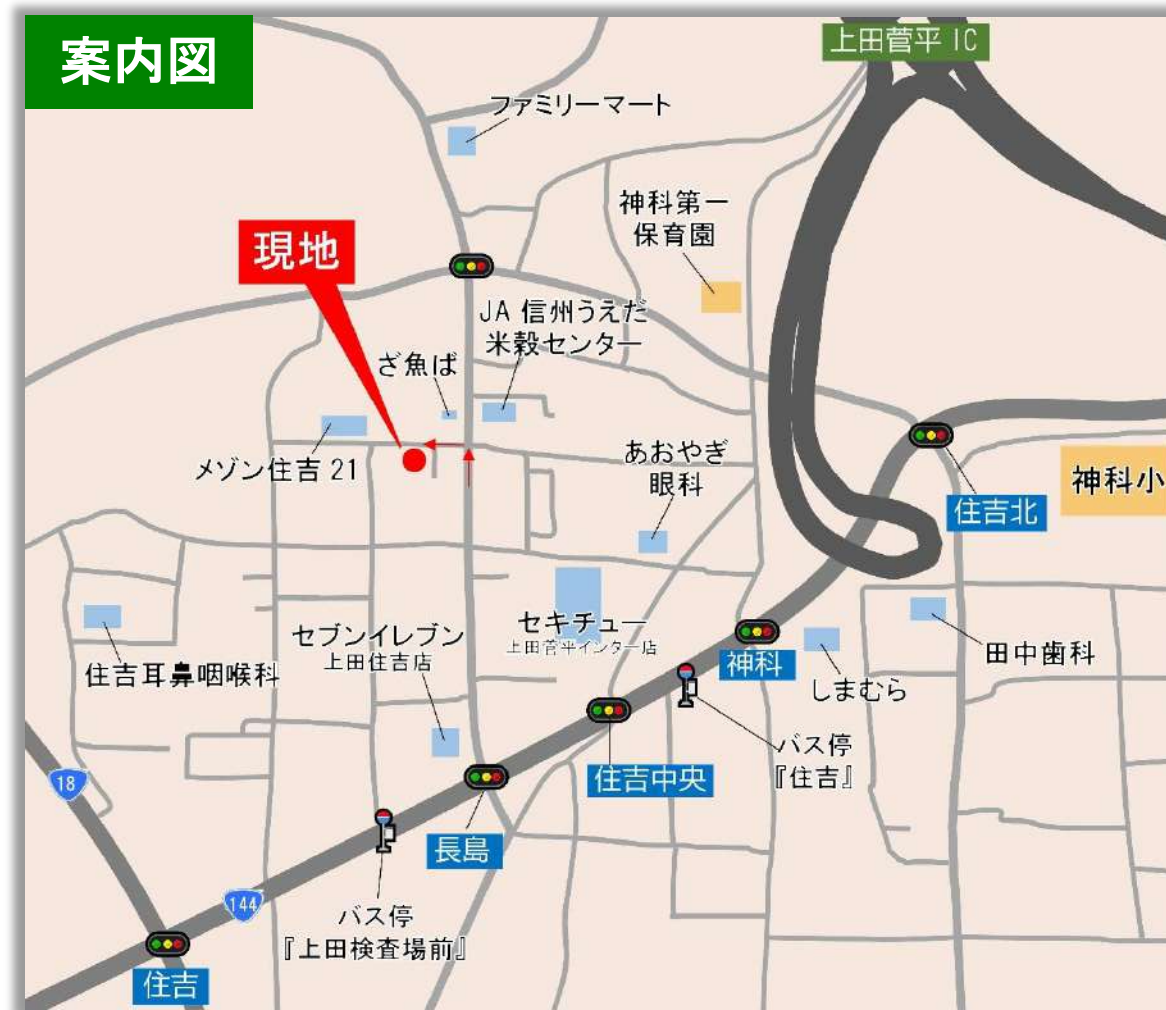 案内図
上田菅平 IC
ファミリーマート
神科第一
保育園
現地
JA 信州うえだ
米穀センター
ざ魚ば
メゾン住吉 21
あおやぎ
眼科
住吉北
神科小
セキチュー
上田菅平インター店
セブンイレブン
上田住吉店
住吉耳鼻咽喉科
神科
しまむら
田中歯科
バス停
『住吉』
住吉中央
18
長島
144
バス停
『上田検査場前』
住吉